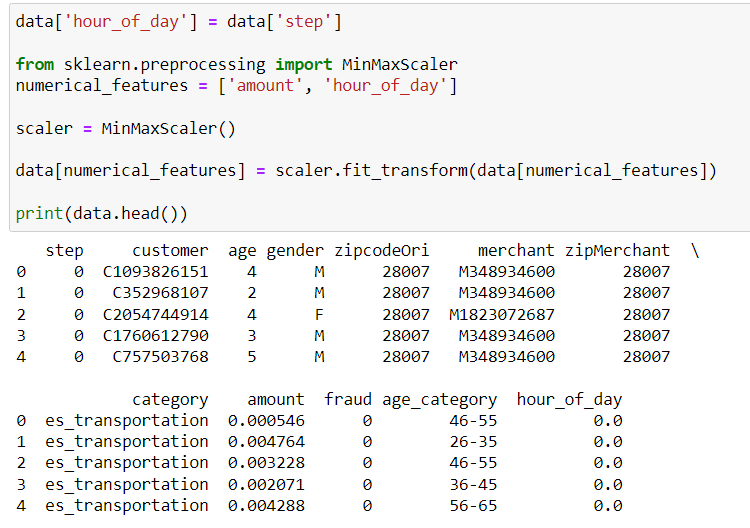 data['hour_of_day'] = data['step']
from sklearn.preprocessing import MinMaxScaler
numerical_features = ['amount', 'hour_of_day']
scaler = MinMaxScaler()
data[numerical_features] = scaler.fit_transform(data[numerical_features])
print(data.head())
step customer age gender zipcodeOri merchant zipMerchant \
0 0 C1093826151 4 M 28007 M348934600 28007
1 0 C352968107 2 M 28007 M348934600 28007
2 0 C2054744914 4 F 28007 M1823072687 28007
3 0 C1760612790 3 M 28007 M348934600 28007
4 0 C757503768 5 M 28007 M348934600 28007
category amount fraud age_category hour_of_day
0 es_transportation 0.000546 0 46-55 0.0
1 es_transportation 0.004764 0 26-35 0.0
2 es_transportation 0.003228 0 46-55 0.0
3 es_transportation 0.002071 0 36-45 0.0
4 es_transportation 0.004288 0 56-65 0.0